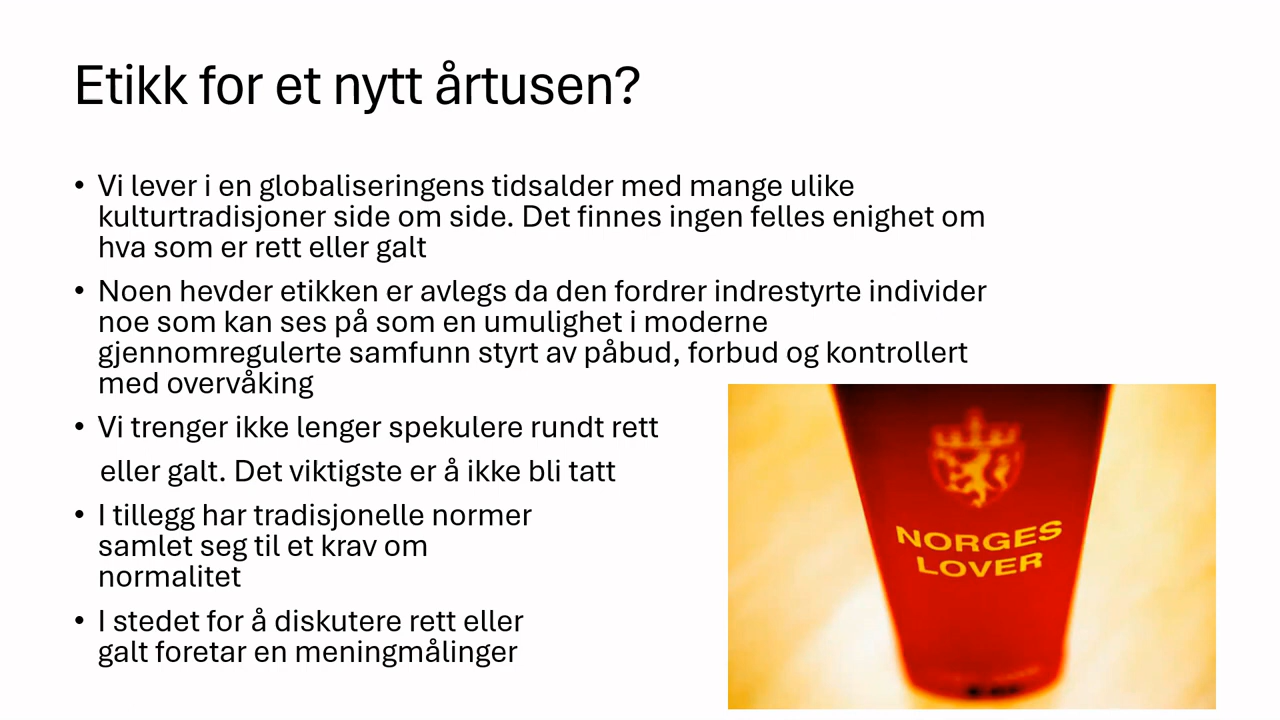 Etikk for et nytt årtusen?
• Vi lever i en globaliseringens tidsalder med mange ulike
kulturtradisjoner side om side. Det finnes ingen felles enighet om
hva som er rett eller galt
• Noen hevder etikken er avlegs da den fordrer indrestyrte individer
noe som kan ses på som en umulighet i moderne
gjennomregulerte samfunn styrt av påbud, forbud og kontrollert
med overvåking
• Vi trenger ikke lenger spekulere rundt rett
eller galt. Det viktigste er å ikke bli tatt
• I tillegg har tradisjonelle normer
samlet seg til et krav om
normalitet
• I stedet for å diskutere rett eller
galt foretar en meningmålinger
NORGES
LOVER